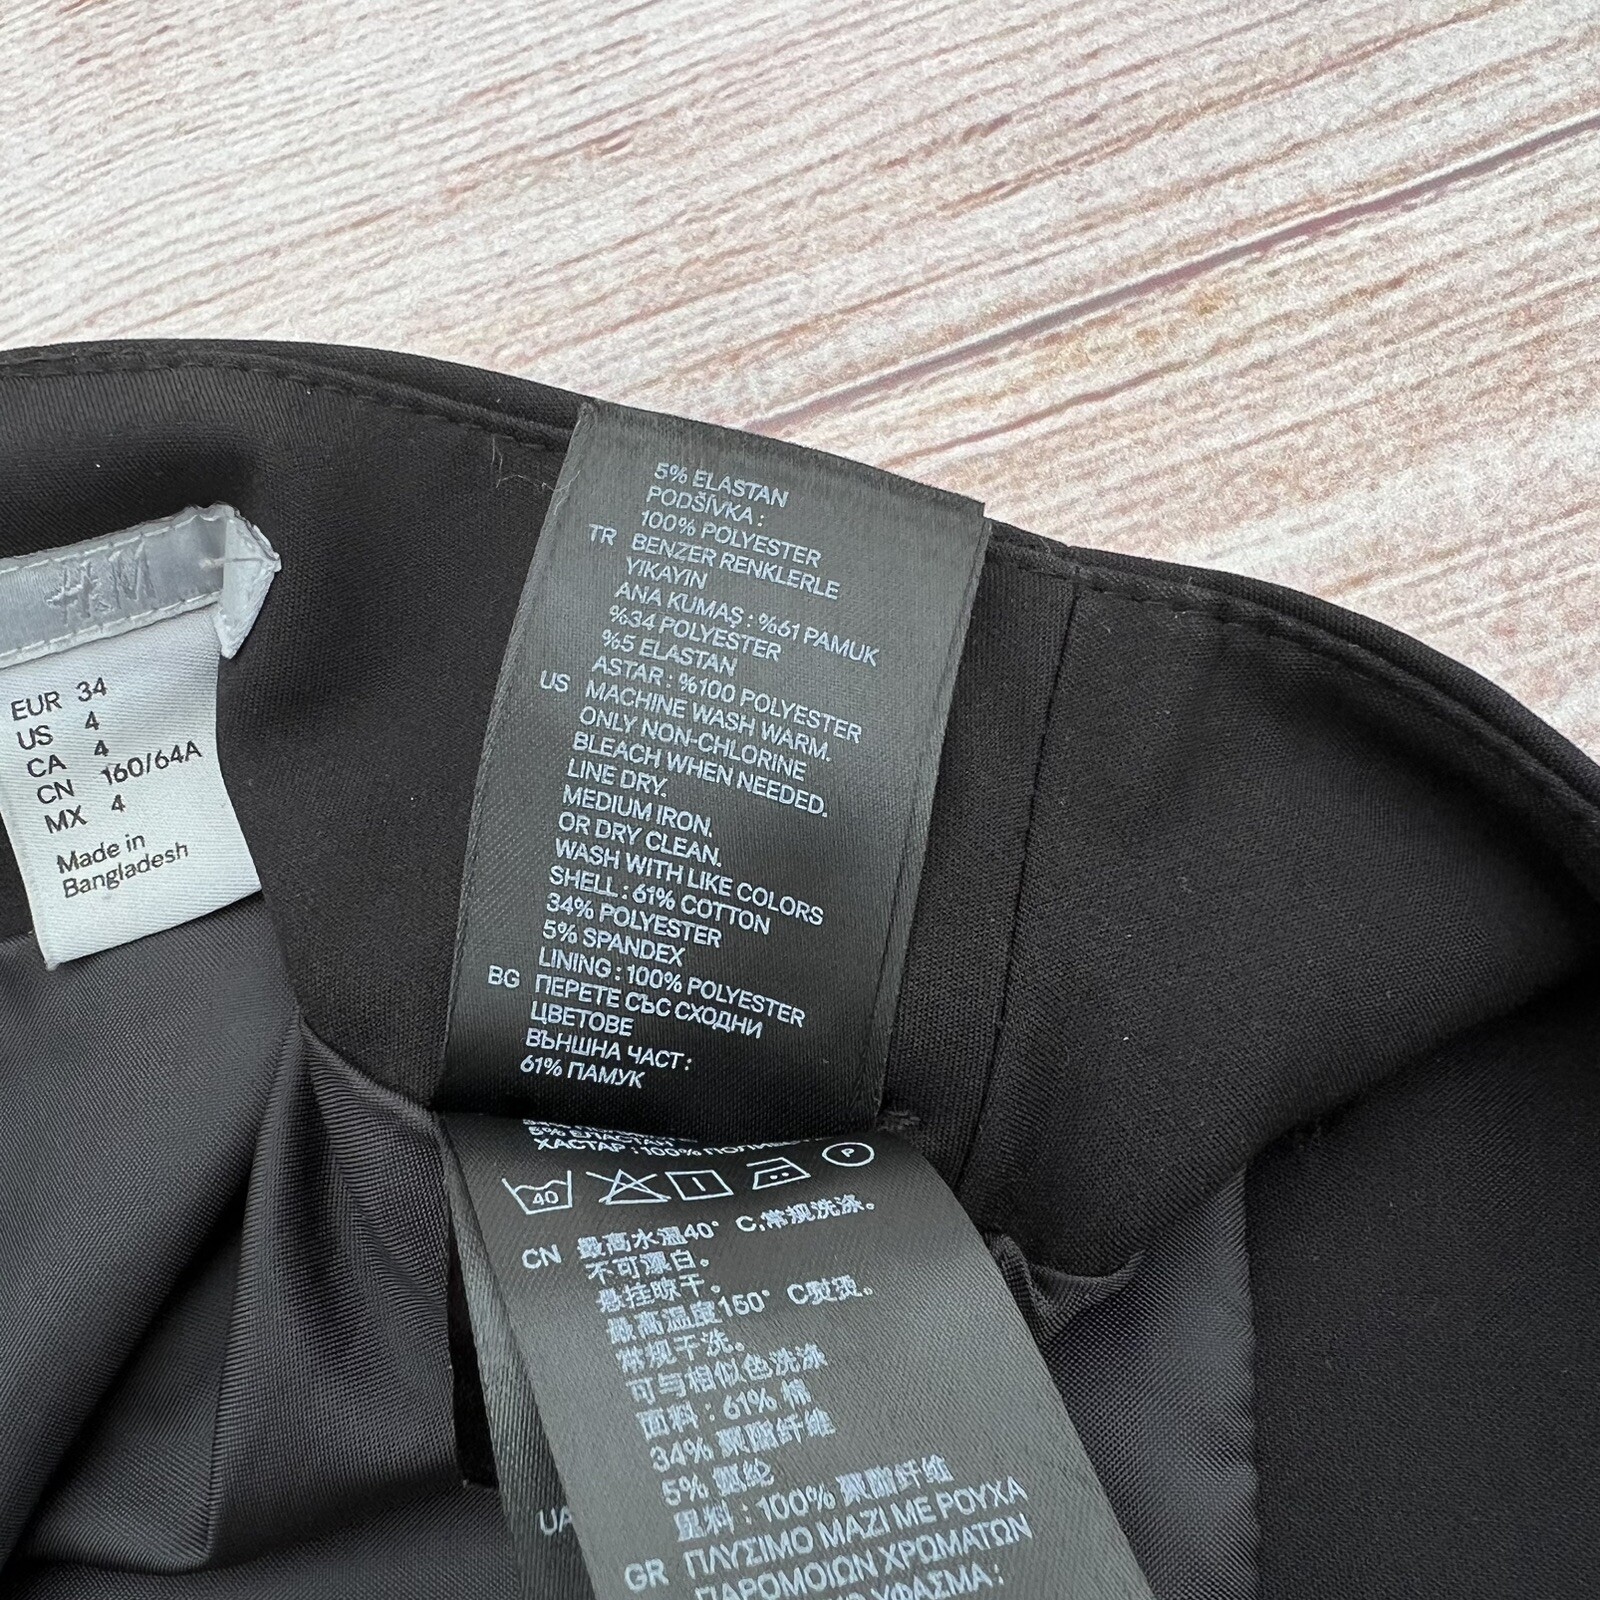 H&M
EUR 34
US 4
CA 4
CN 160/64A
MX 4
Made in
Bangladesh
5% ELASTAN
PODŠÍVKA :
100% POLYESTER
TR BENZER RENKLERLE
YIKAYIN
ANA KUMAŞ : %61 PAMUK
%34 POLYESTER
%5 ELASTAN
ASTAR : %100 POLYESTER
US MACHINE WASH WARM.
ONLY NON-CHLORINE
BLEACH WHEN NEEDED.
LINE DRY.
MEDIUM IRON.
OR DRY CLEAN.
WASH WITH LIKE COLORS
SHELL : 61% COTTON
34% POLYESTER
5% SPANDEX
LINING : 100% POLYESTER
BG ПЕРЕТЕ СЪС СХОДНИ
ЦВЕТОВЕ
ВЪНШНА ЧАСТ :
61% ПАМУК
5% ЕЛАСТАН
ХАСТАР : 100%
40
P
CN 最高水温40° C,常规洗涤。
不可漂白。
悬挂晾干。
最高温度150° C熨烫。
常规干洗。
可与相似色洗涤
面料 : 61% 棉
34% 聚酯纤维
5% 氨纶
里料 : 100% 聚酯纤维
GR ΠΛΥΣΙΜΟ ΜΑΖΙ ΜΕ ΡΟΥΧΑ
ΠΑΡΟΜΟΙΩΝ ΧΡΩΜΑΤΩΝ
ΥΦΑΣΜΑ :
UA